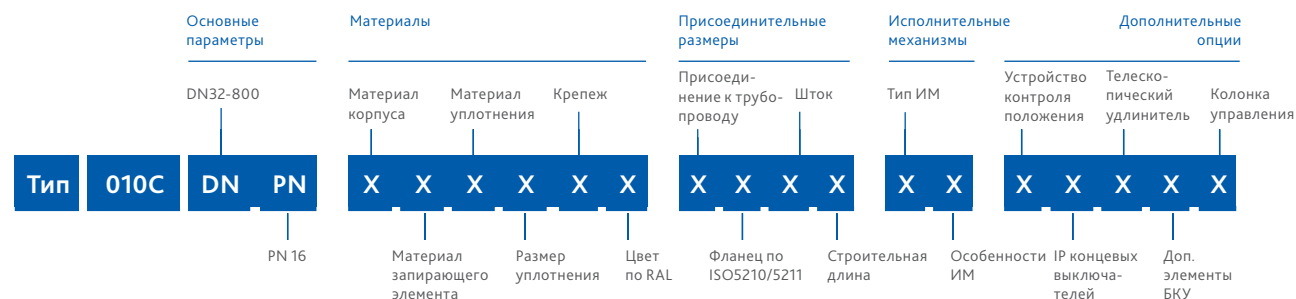 Основные
параметры
Материалы
Присоединительные
размеры
Исполнительные
механизмы
Дополнительные
опции
DN32-800
Материал
корпуса
Материал
уплотнения
Крепеж
Присоеди-
нение к трубо-
проводу
Шток
Тип ИМ
Устройство
контроля
положения
Телеско-
пический
удлинитель
Колонка
управления
Тип 010С DN PN X X X X X X X X X X X X X X X X X
PN 16
Материал
запирающего
элемента
Размер
уплотнения
Цвет
по RAL
Фланец по
ISO5210/5211
Строительная
длина
Особенности
ИМ
IP концевых
выключа-
телей
Доп.
элементы
БКУ